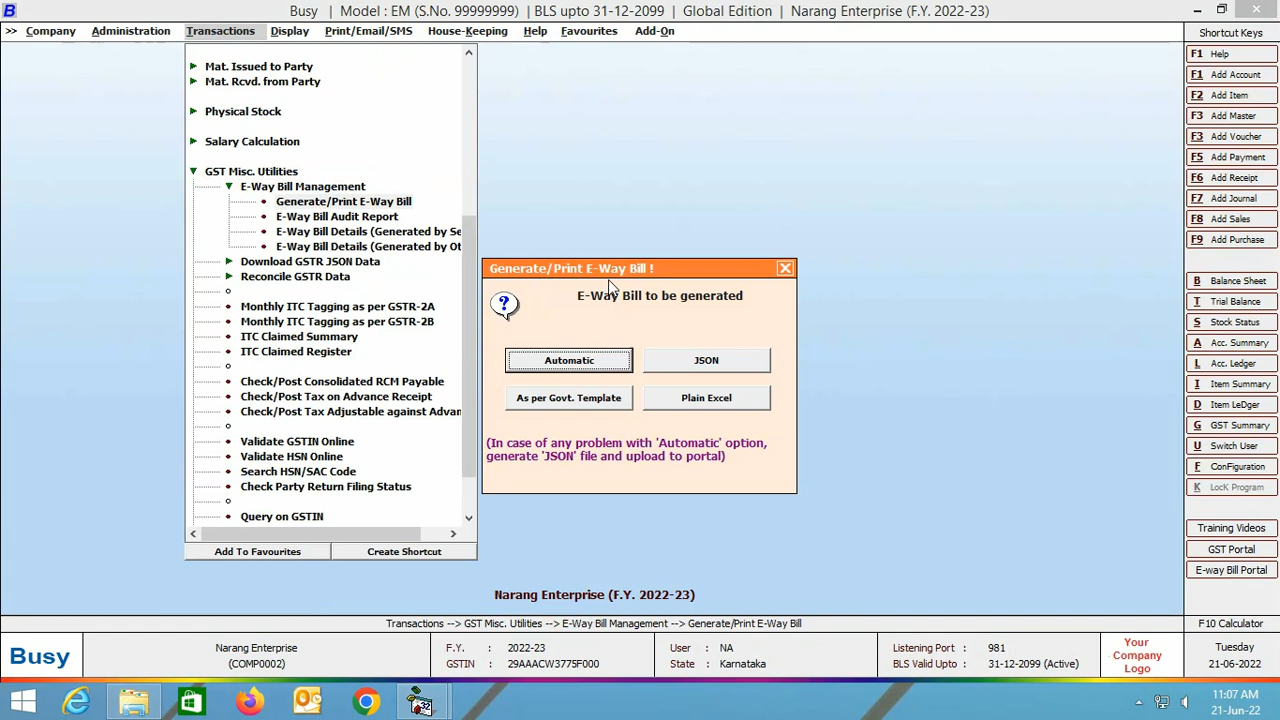 Busy | Model : EM (S.No. 99999999) | BLS upto 31-12-2099 | Global Edition | Narang Enterprise (F.Y. 2022-23)
>> Company Administration Transactions Display Print/Email/SMS House-Keeping Help Favourites Add-On
Mat. Issued to Party
Mat. Rcvd. from Party
Physical Stock
Salary Calculation
GST Misc. Utilities
E-Way Bill Management
Generate/Print E-Way Bill
E-Way Bill Audit Report
E-Way Bill Details (Generated by Se
E-Way Bill Details (Generated by Ot
Download GSTR JSON Data
Reconcile GSTR Data
Monthly ITC Tagging as per GSTR-2A
Monthly ITC Tagging as per GSTR-2B
ITC Claimed Summary
ITC Claimed Register
Check/Post Consolidated RCM Payable
Check/Post Tax on Advance Receipt
Check/Post Tax Adjustable against Advan
Validate GSTIN Online
Validate HSN Online
Search HSN/SAC Code
Check Party Return Filing Status
Query on GSTIN
Add To Favourites Create Shortcut
Generate/Print E-Way Bill !
?
E-Way Bill to be generated
Automatic JSON
As per Govt. Template Plain Excel
(In case of any problem with 'Automatic' option,
generate 'JSON' file and upload to portal)
Shortcut Keys
F1 Help
F1 Add Account
F2 Add Item
F3 Add Master
F3 Add Voucher
F5 Add Payment
F6 Add Receipt
F7 Add Journal
F8 Add Sales
F9 Add Purchase
B Balance Sheet
T Trial Balance
S Stock Status
A Acc. Summary
L Acc. Ledger
I Item Summary
D Item LeDger
G GST Summary
U Switch User
F ConFiguration
K LocK Program
Training Videos
GST Portal
E-way Bill Portal
Narang Enterprise (F.Y. 2022-23)
Transactions --> GST Misc. Utilities --> E-Way Bill Management --> Generate/Print E-Way Bill
F10 Calculator
Busy
Narang Enterprise
(COMP0002)
F.Y. : 2022-23
GSTIN : 29AAACW3775F000
User : NA
State : Karnataka
Listening Port : 981
BLS Valid Upto : 31-12-2099 (Active)
Your
Company
Logo
Tuesday
21-06-2022
32
11:07 AM
21-Jun-22